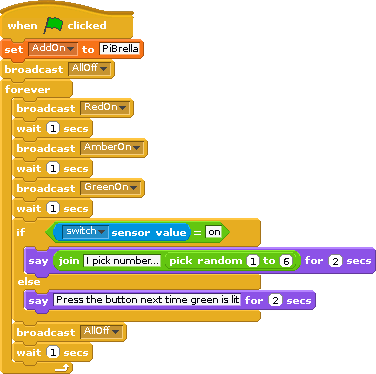 when clicked
set AddOn to PiBrella
broadcast AllOff
forever
broadcast RedOn
wait 1 secs
broadcast AmberOn
wait 1 secs
broadcast GreenOn
wait 1 secs
if switch sensor value = on
say join I pick number... pick random 1 to 6 for 2 secs
else
say Press the button next time green is lit for 2 secs
broadcast AllOff
wait 1 secs